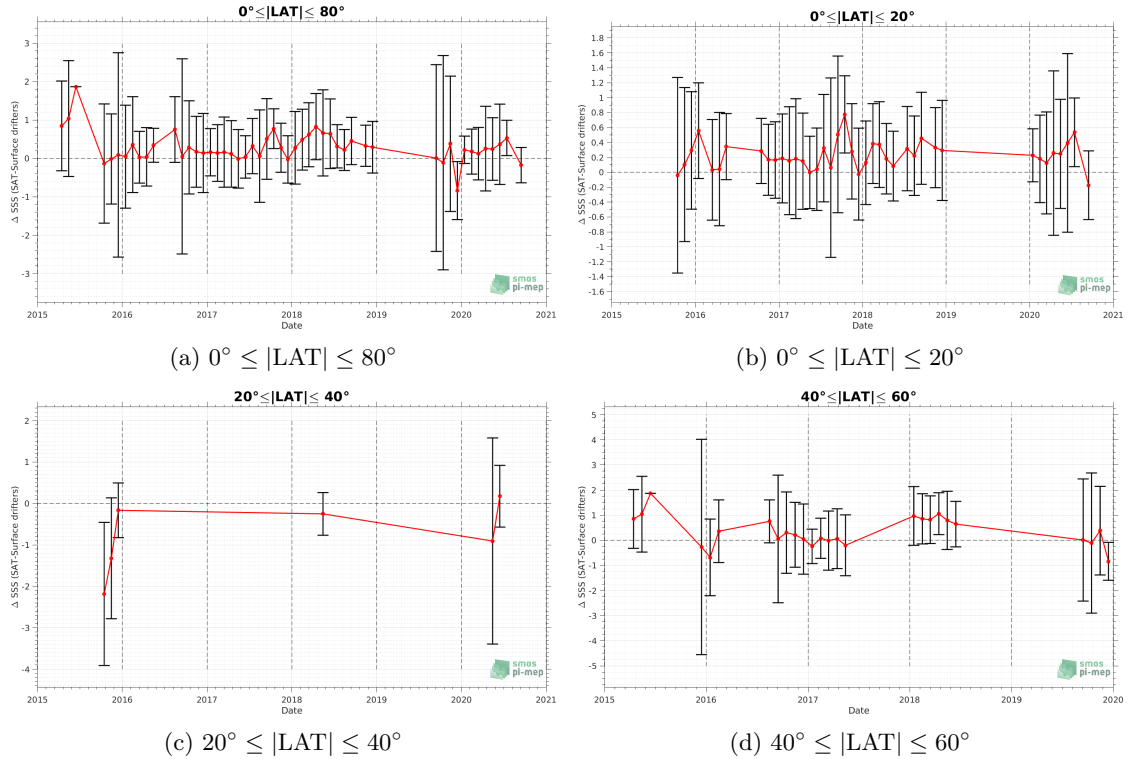 0°≤|LAT|≤ 80°
Δ SSS (SAT-Surface drifters)
3
2
1
0
-1
-2
-3
2015 2016 2017 2018 2019 2020 2021
Date
smos
pi-mep
(a) 0° ≤ |LAT| ≤ 80°
0°≤|LAT|≤ 20°
Δ SSS (SAT-Surface drifters)
1.8
1.6
1.4
1.2
1
0.8
0.6
0.4
0.2
0
-0.2
-0.4
-0.6
-0.8
-1
-1.2
-1.4
-1.6
2015 2016 2017 2018 2019 2020 2021
Date
smos
pi-mep
(b) 0° ≤ |LAT| ≤ 20°
20°≤|LAT|≤ 40°
Δ SSS (SAT-Surface drifters)
2
1
0
-1
-2
-3
-4
2015 2016 2017 2018 2019 2020 2021
Date
smos
pi-mep
(c) 20° ≤ |LAT| ≤ 40°
40°≤|LAT|≤ 60°
Δ SSS (SAT-Surface drifters)
5
4
3
2
1
0
-1
-2
-3
-4
-5
2015 2016 2017 2018 2019 2020
Date
smos
pi-mep
(d) 40° ≤ |LAT| ≤ 60°